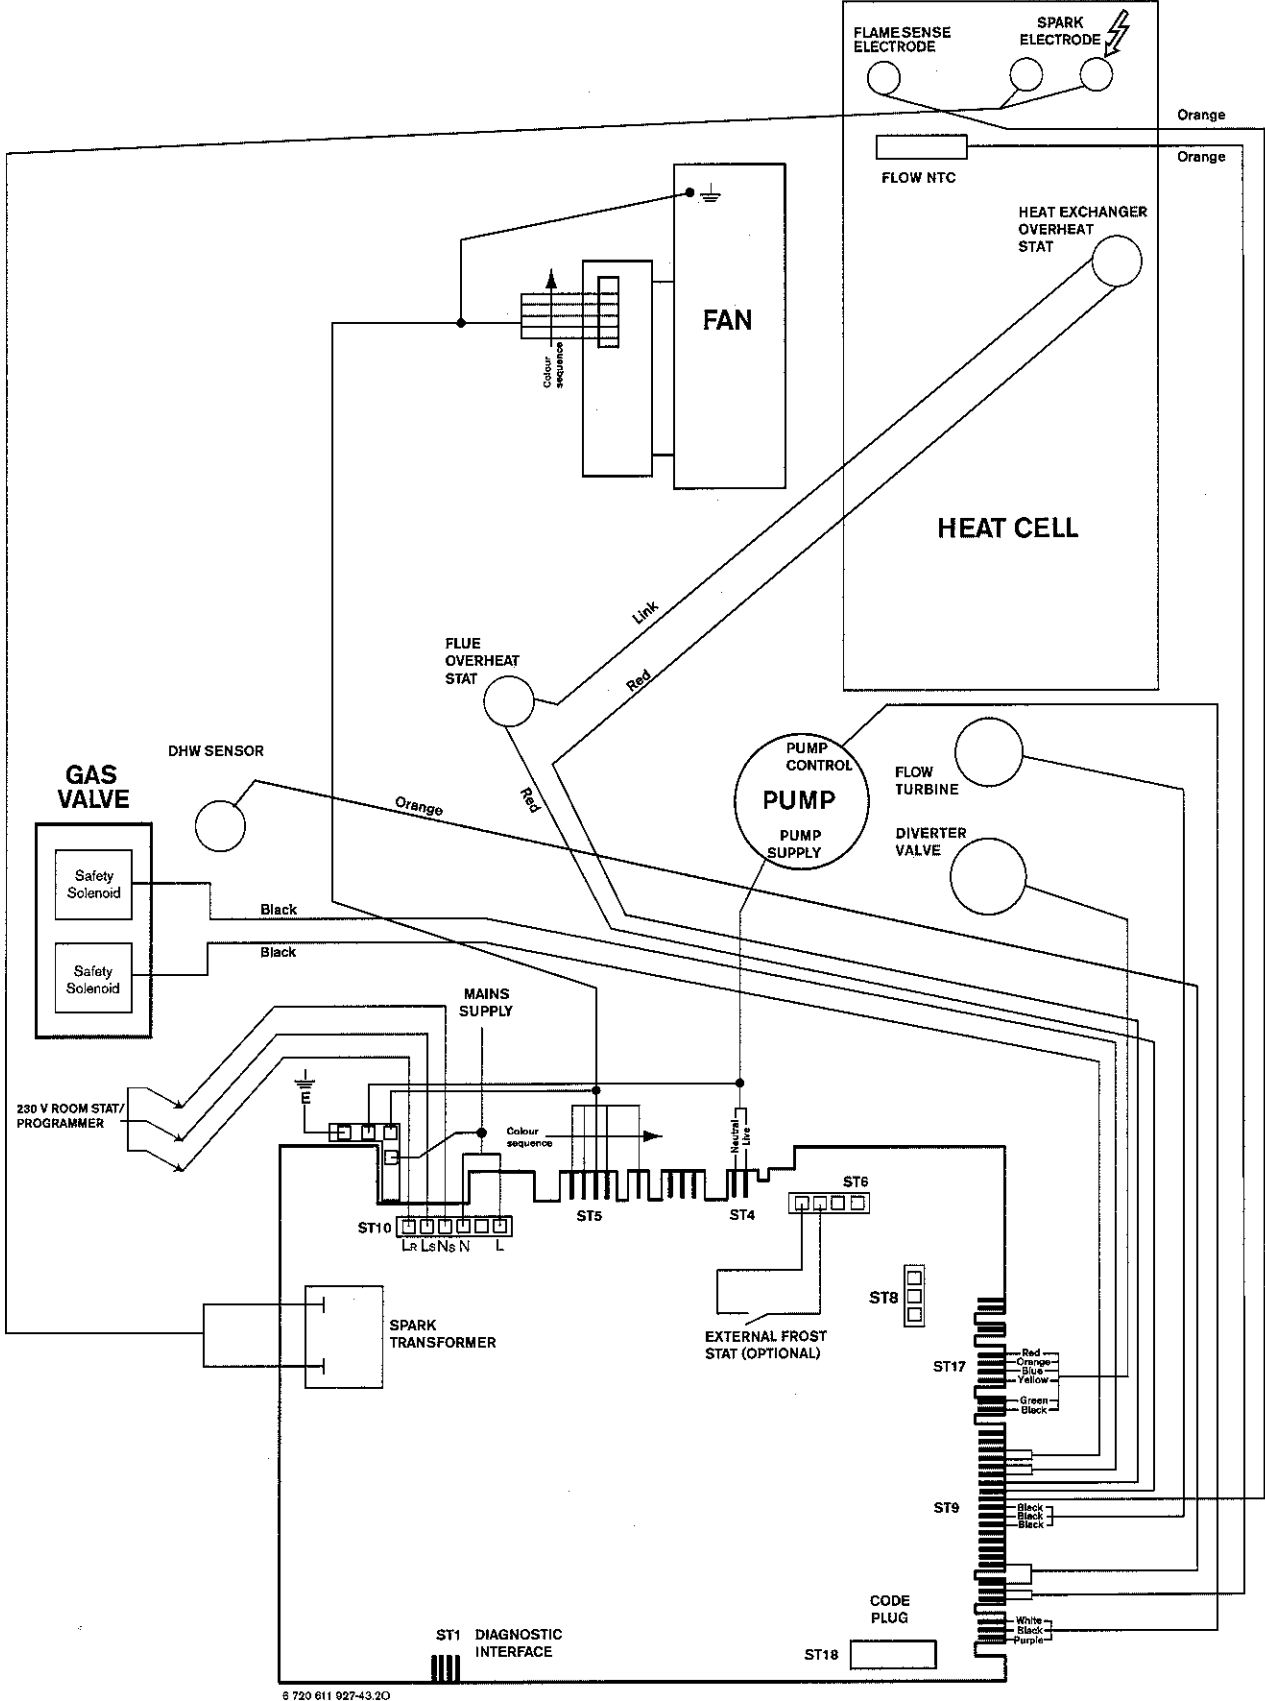 FLAME SENSE
ELECTRODE
SPARK
ELECTRODE
Orange
Orange
FLOW NTC
HEAT EXCHANGER
OVERHEAT
STAT
FAN
Colour
sequence
HEAT CELL
Link
Red
FLUE
OVERHEAT
STAT
DHW SENSOR
GAS
VALVE
Orange
Red
PUMP
CONTROL
PUMP
PUMP
SUPPLY
FLOW
TURBINE
DIVERTER
VALVE
Safety
Solenoid
Black
Black
Safety
Solenoid
MAINS
SUPPLY
E
230 V ROOM STAT/
PROGRAMMER
Colour
sequence
Neutral
Live
ST10
LR LS NS N L
ST5
ST4
ST6
ST8
EXTERNAL FROST
STAT (OPTIONAL)
SPARK
TRANSFORMER
ST17
Red
Orange
Blue
Yellow
Green
Black
ST9
Black
Black
Black
White
Black
Purple
CODE
PLUG
ST18
ST1 DIAGNOSTIC
INTERFACE
6 720 611 927-43.2O